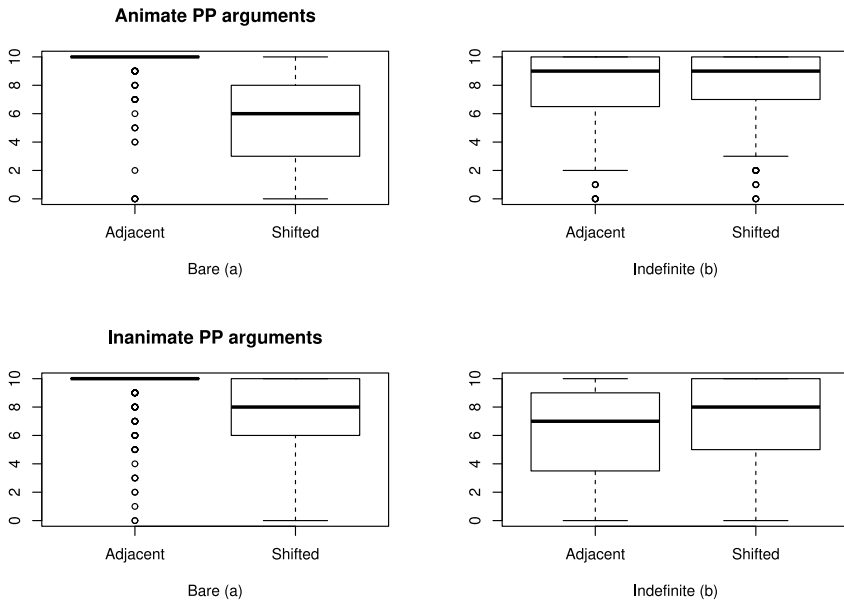 Animate PP arguments
0 2 4 6 8 10
Adjacent Shifted
Bare (a)
0 2 4 6 8 10
Adjacent Shifted
Indefinite (b)
Inanimate PP arguments
0 2 4 6 8 10
Adjacent Shifted
Bare (a)
0 2 4 6 8 10
Adjacent Shifted
Indefinite (b)